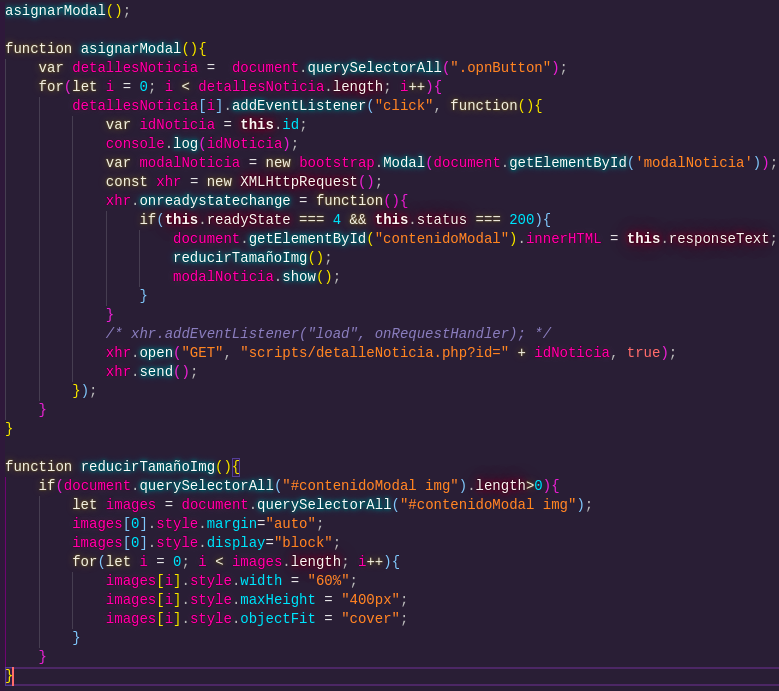 asignarModal();

function asignarModal(){
    var detallesNoticia =  document.querySelectorAll(".opnButton");
    for(let i = 0; i < detallesNoticia.length; i++){
        detallesNoticia[i].addEventListener("click", function(){
            var idNoticia = this.id;
            console.log(idNoticia);
            var modalNoticia = new bootstrap.Modal(document.getElementById('modalNoticia'));
            const xhr = new XMLHttpRequest();
            xhr.onreadystatechange = function(){
                if(this.readyState === 4 && this.status === 200){
                    document.getElementById("contenidoModal").innerHTML = this.responseText;
                    reducirTamañoImg();
                    modalNoticia.show();
                }
            }
            /* xhr.addEventListener("load", onRequestHandler); */
            xhr.open("GET", "scripts/detalleNoticia.php?id=" + idNoticia, true);
            xhr.send();
        });
    }
}

function reducirTamañoImg(){
    if(document.querySelectorAll("#contenidoModal img").length>0){
        let images = document.querySelectorAll("#contenidoModal img");
        images[0].style.margin="auto";
        images[0].style.display="block";
        for(let i = 0; i < images.length; i++){
            images[i].style.width = "60%";
            images[i].style.maxHeight = "400px";
            images[i].style.objectFit = "cover";
        }
    }
}